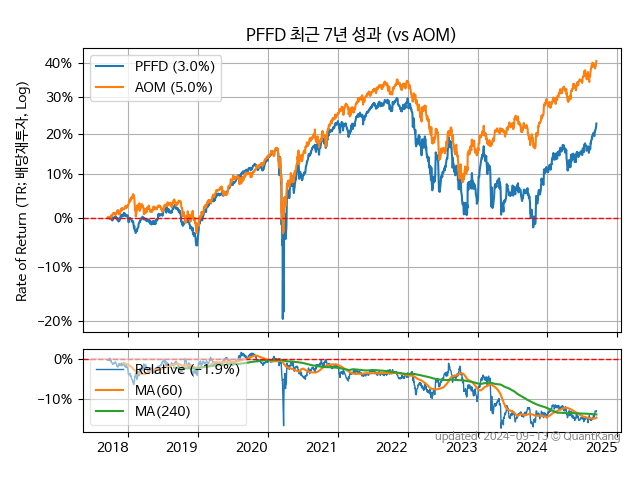 PFFD 최근 7년 성과 (vs AOM)
Rate of Return (TR: 배당재투자, Log)
40%
30%
20%
10%
0%
−10%
−20%
PFFD (3.0%)
AOM (5.0%)
0%
−10%
Relative (−1.9%)
MA(60)
MA(240)
2018
2019
2020
2021
2022
2023
2024
2025
updated: 2024-09-13 © QuantKang